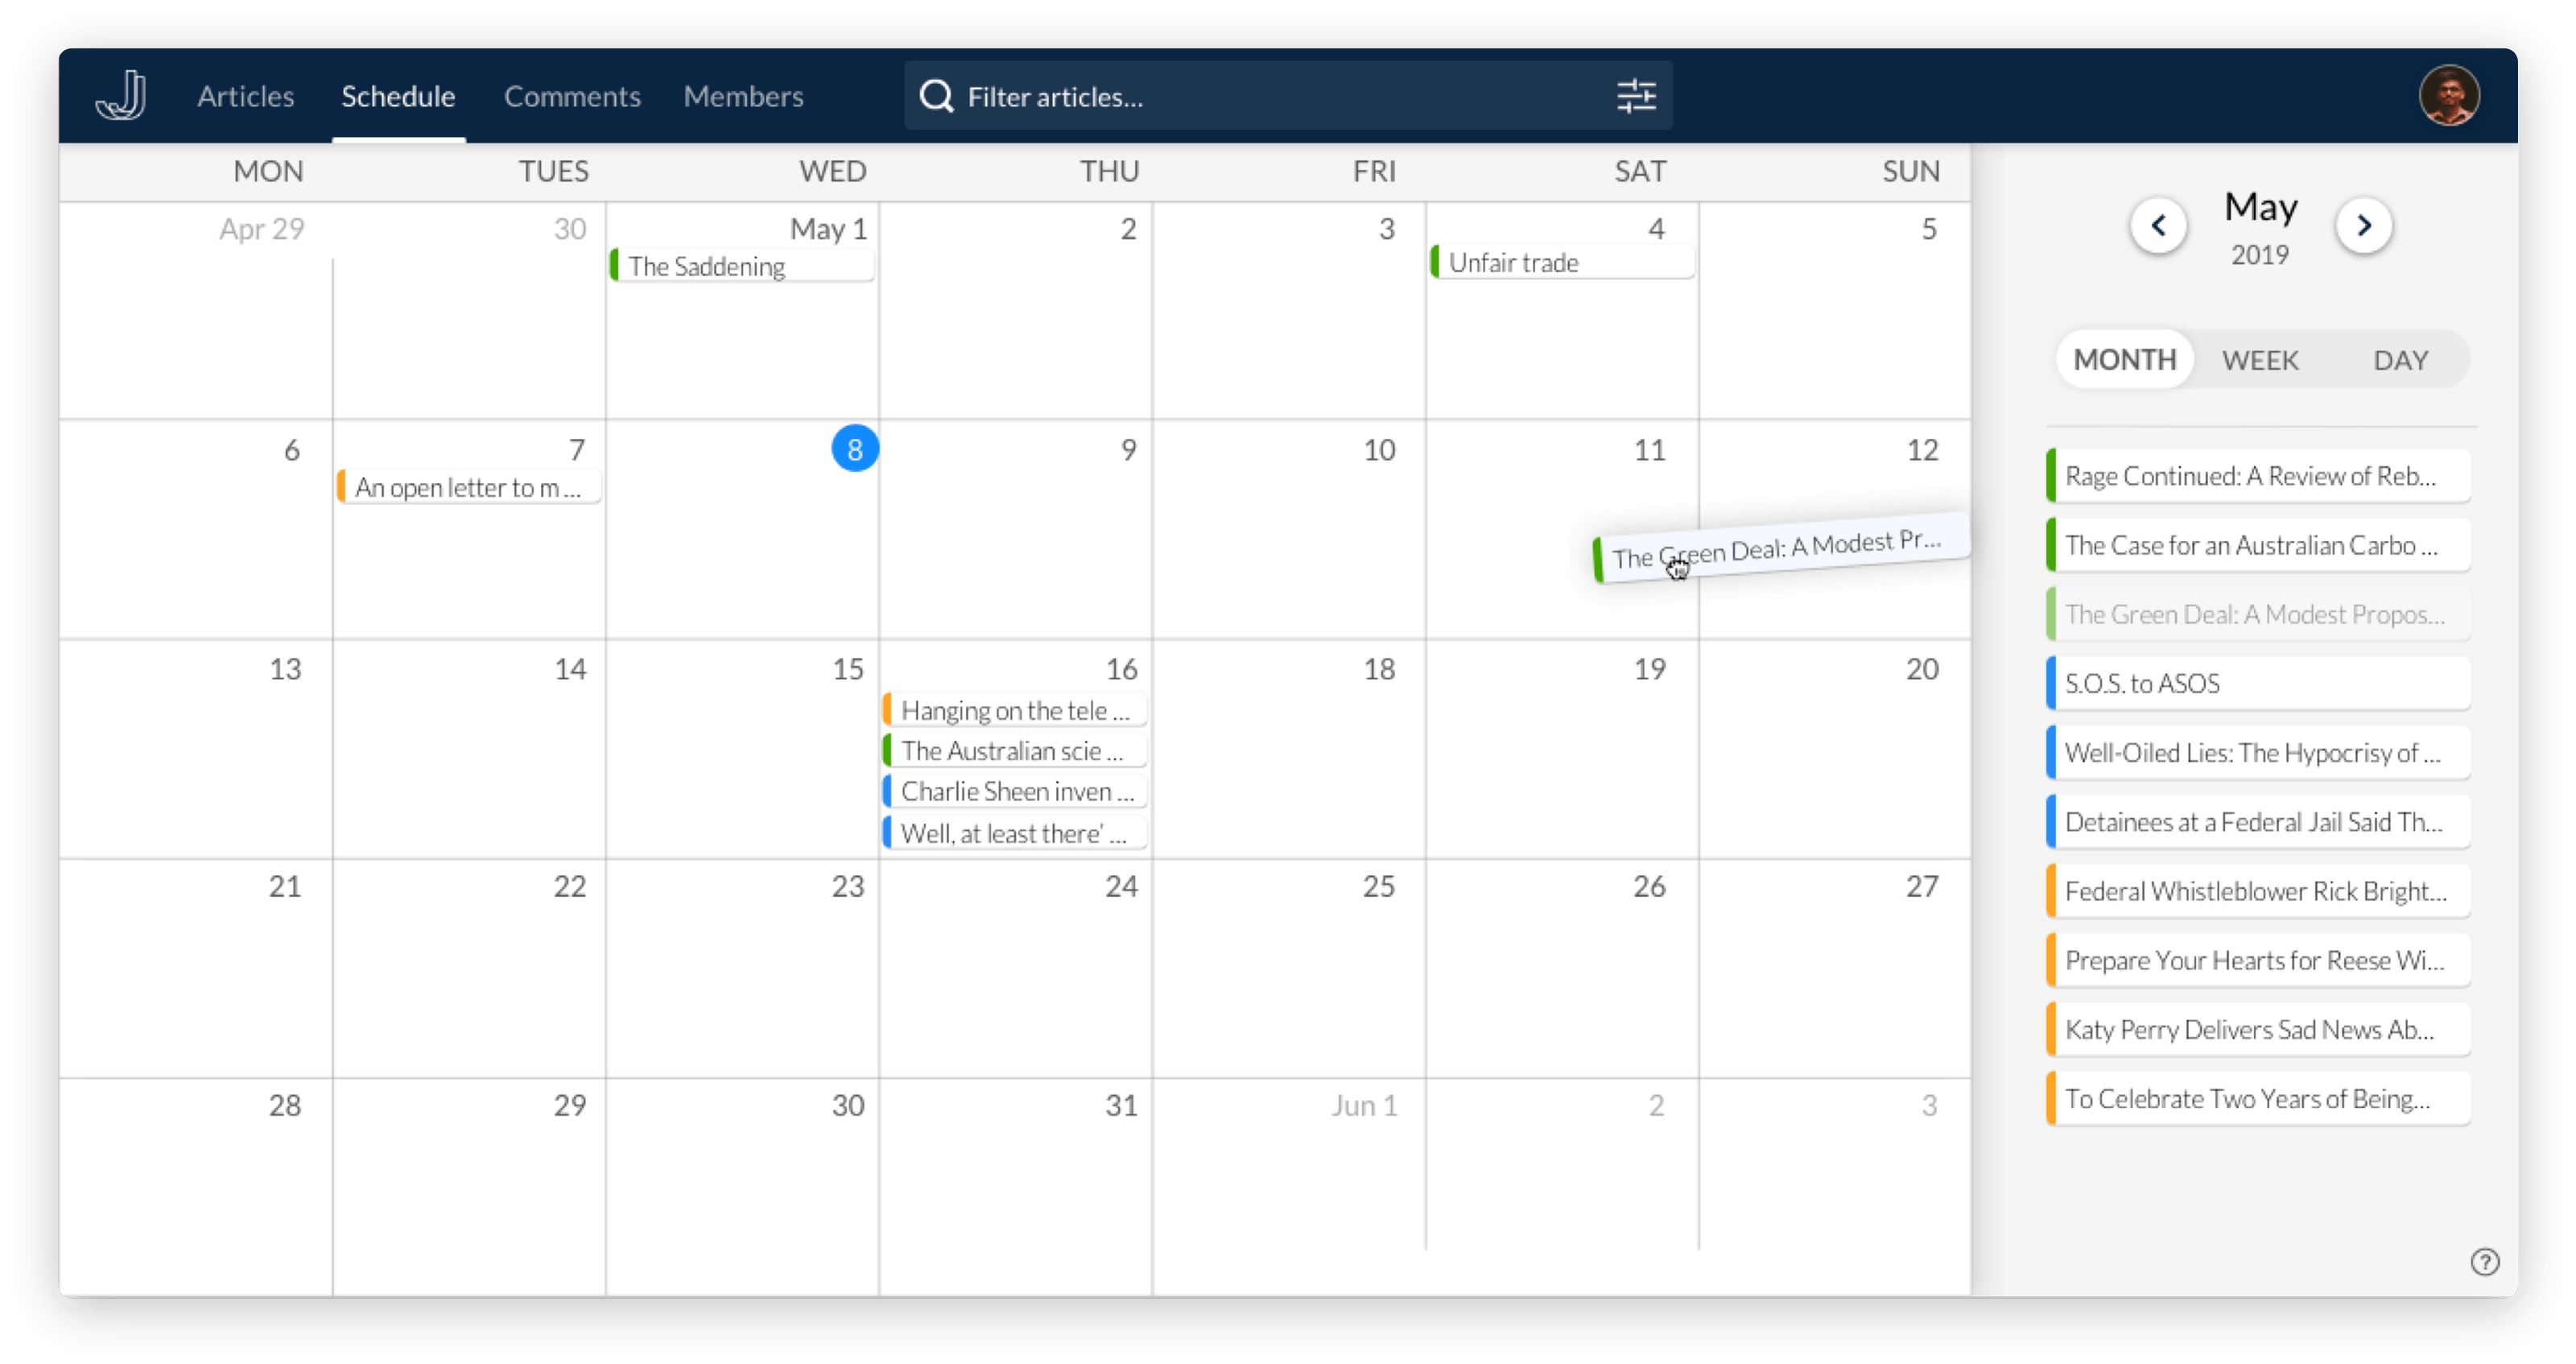 Articles Schedule Comments Members Filter articles...
MON TUES WED THU FRI SAT SUN
Apr 29 30 May 1 2 3 4 5
The Saddening
Unfair trade
6 7 8 9 10 11 12
An open letter to m ...
The Green Deal: A Modest Pr...
13 14 15 16 18 19 20
Hanging on the tele ...
The Australian scie ...
Charlie Sheen inven ...
Well, at least there' ...
21 22 23 24 25 26 27
28 29 30 31 Jun 1 2 3
May
2019
MONTH WEEK DAY
Rage Continued: A Review of Reb...
The Case for an Australian Carbo ...
The Green Deal: A Modest Propos...
S.O.S. to ASOS
Well-Oiled Lies: The Hypocrisy of ...
Detainees at a Federal Jail Said Th...
Federal Whistleblower Rick Bright...
Prepare Your Hearts for Reese Wi...
Katy Perry Delivers Sad News Ab...
To Celebrate Two Years of Being...
?